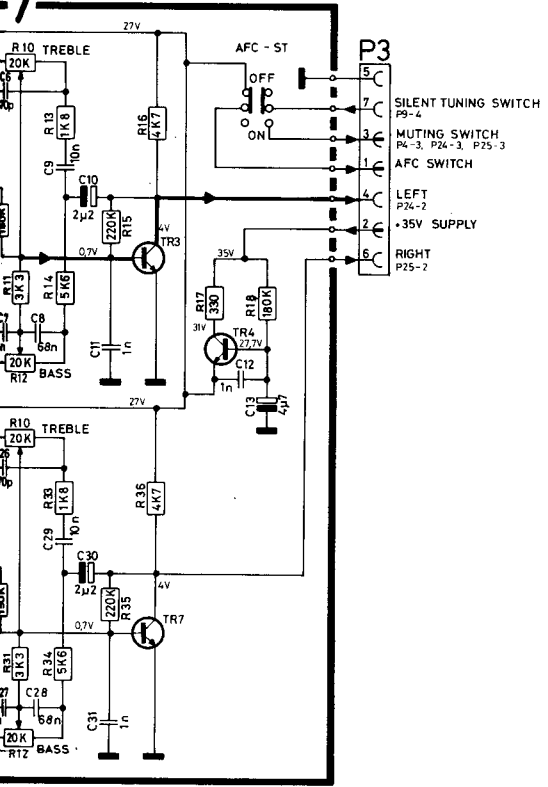 7
27V
AFC - ST
P3
R10 TREBLE
20K
OFF
5
7 SILENT TUNING SWITCH
P9-4
R13
1K8
R16
4K7
ON
3 MUTING SWITCH
P4-3, P24-3, P25-3
C9
10n
1 AFC SWITCH
C10
2µ2
4 LEFT
P24-2
220K
R15
4V
TR3
2 +35V SUPPLY
0,7V
35V
6 RIGHT
P25-2
R11
3K3
R14
5K6
R17
330
R18
180K
31V
TR4
27,7V
C8
68n
C11
1n
C12
1n
20K
R12 BASS
C13
4µ7
27V
R10 TREBLE
20K
R33
1K8
R36
4K7
C29
10n
C30
2µ2
4V
220K
R35
TR7
0,7V
R31
3K3
R34
5K6
C28
68n
C31
1n
20K
R12 BASS